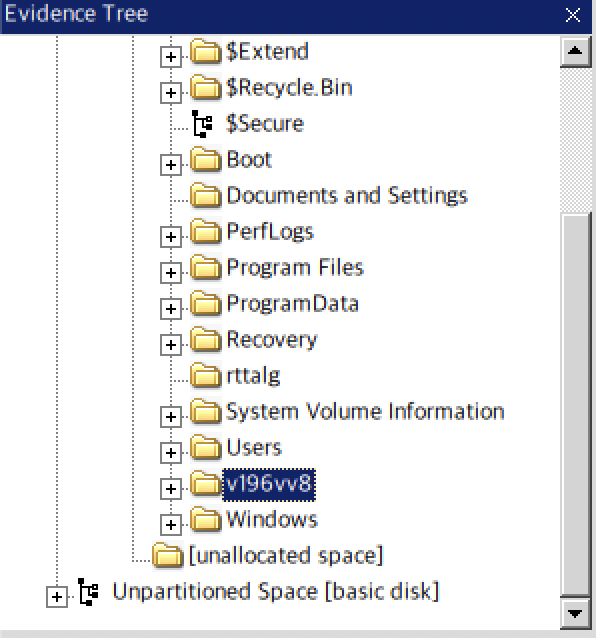 Evidence Tree
$Extend
$Recycle.Bin
$Secure
Boot
Documents and Settings
PerfLogs
Program Files
ProgramData
Recovery
rttalg
System Volume Information
Users
v196vv8
Windows
[unallocated space]
Unpartitioned Space [basic disk]